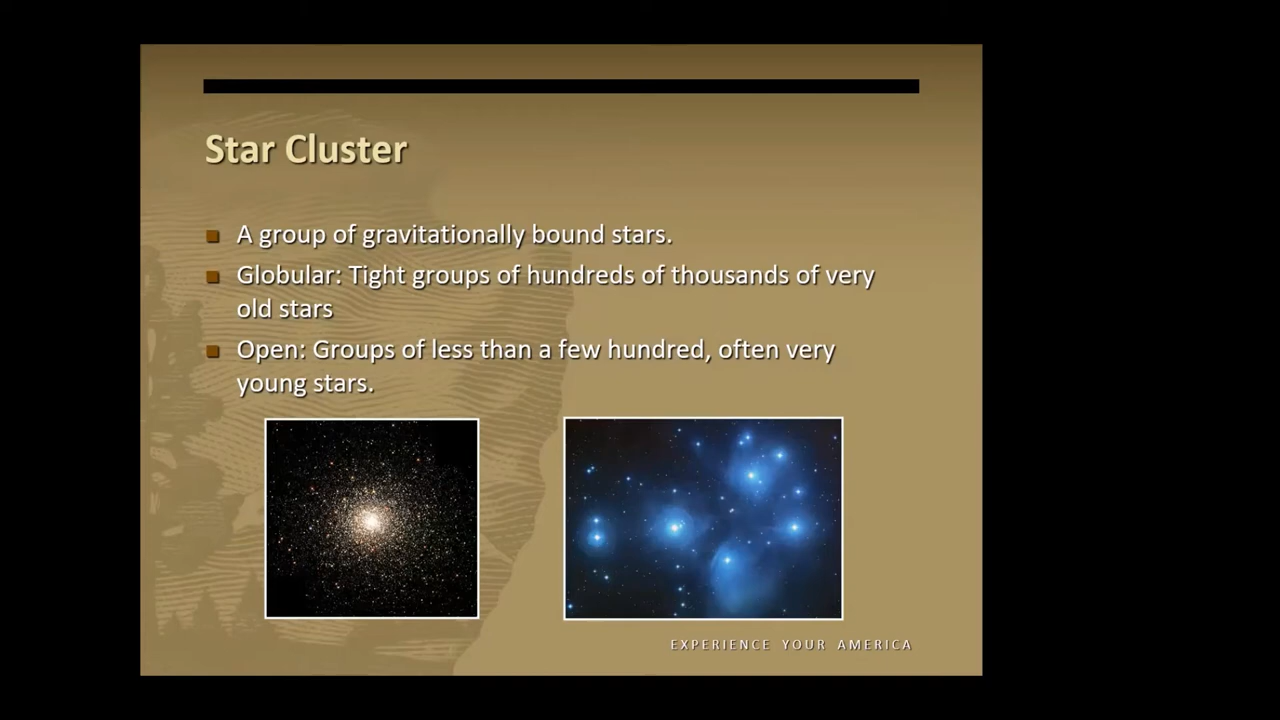 Star Cluster
A group of gravitationally bound stars.
Globular: Tight groups of hundreds of thousands of very
old stars
Open: Groups of less than a few hundred, often very
young stars.
EXPERIENCE YOUR AMERICA